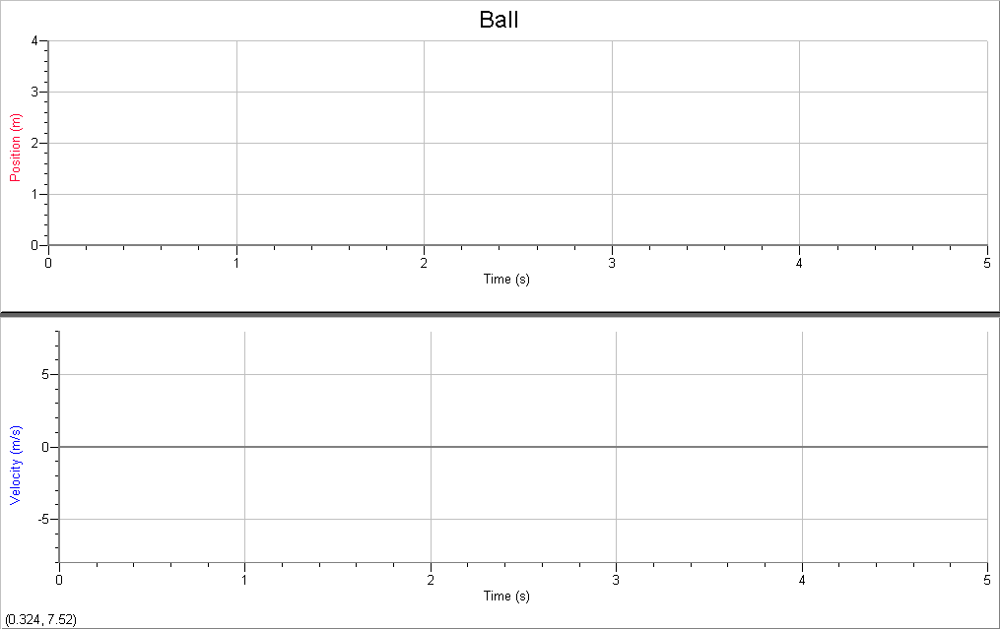 Ball
4
3
2
1
0
Position (m)
0 1 2 3 4 5
Time (s)
5
0
-5
Velocity (m/s)
0 1 2 3 4 5
Time (s)
(0.324, 7.52)